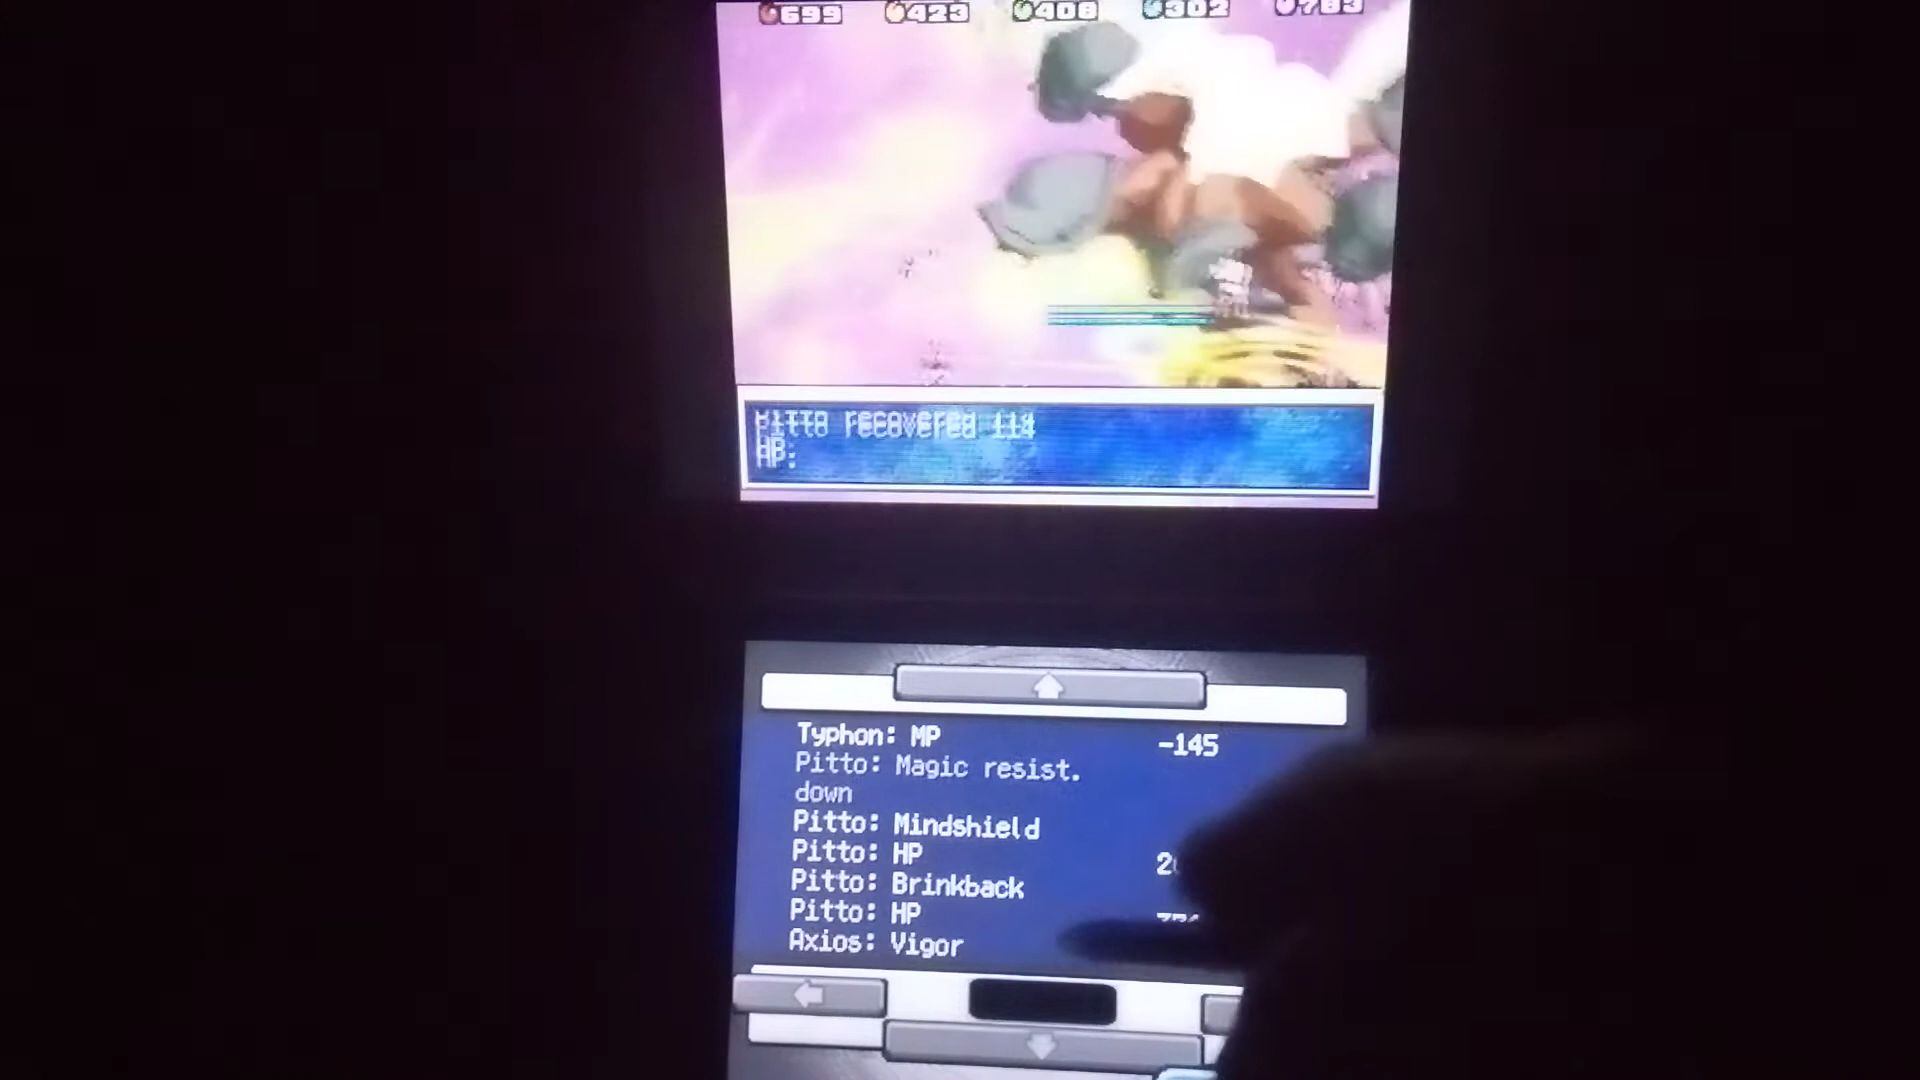 699 423 408 302 783
Pitto recovered 114
HP:
Typhon: MP -145
Pitto: Magic resist.
down
Pitto: Mindshield
Pitto: HP
Pitto: Brinkback
Pitto: HP
Axios: Vigor